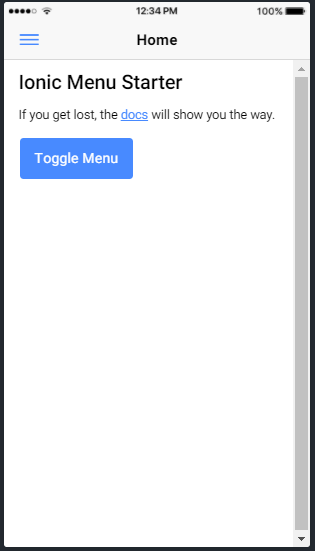 12:34 PM 100%
Home
Ionic Menu Starter
If you get lost, the docs will show you the way.
Toggle Menu